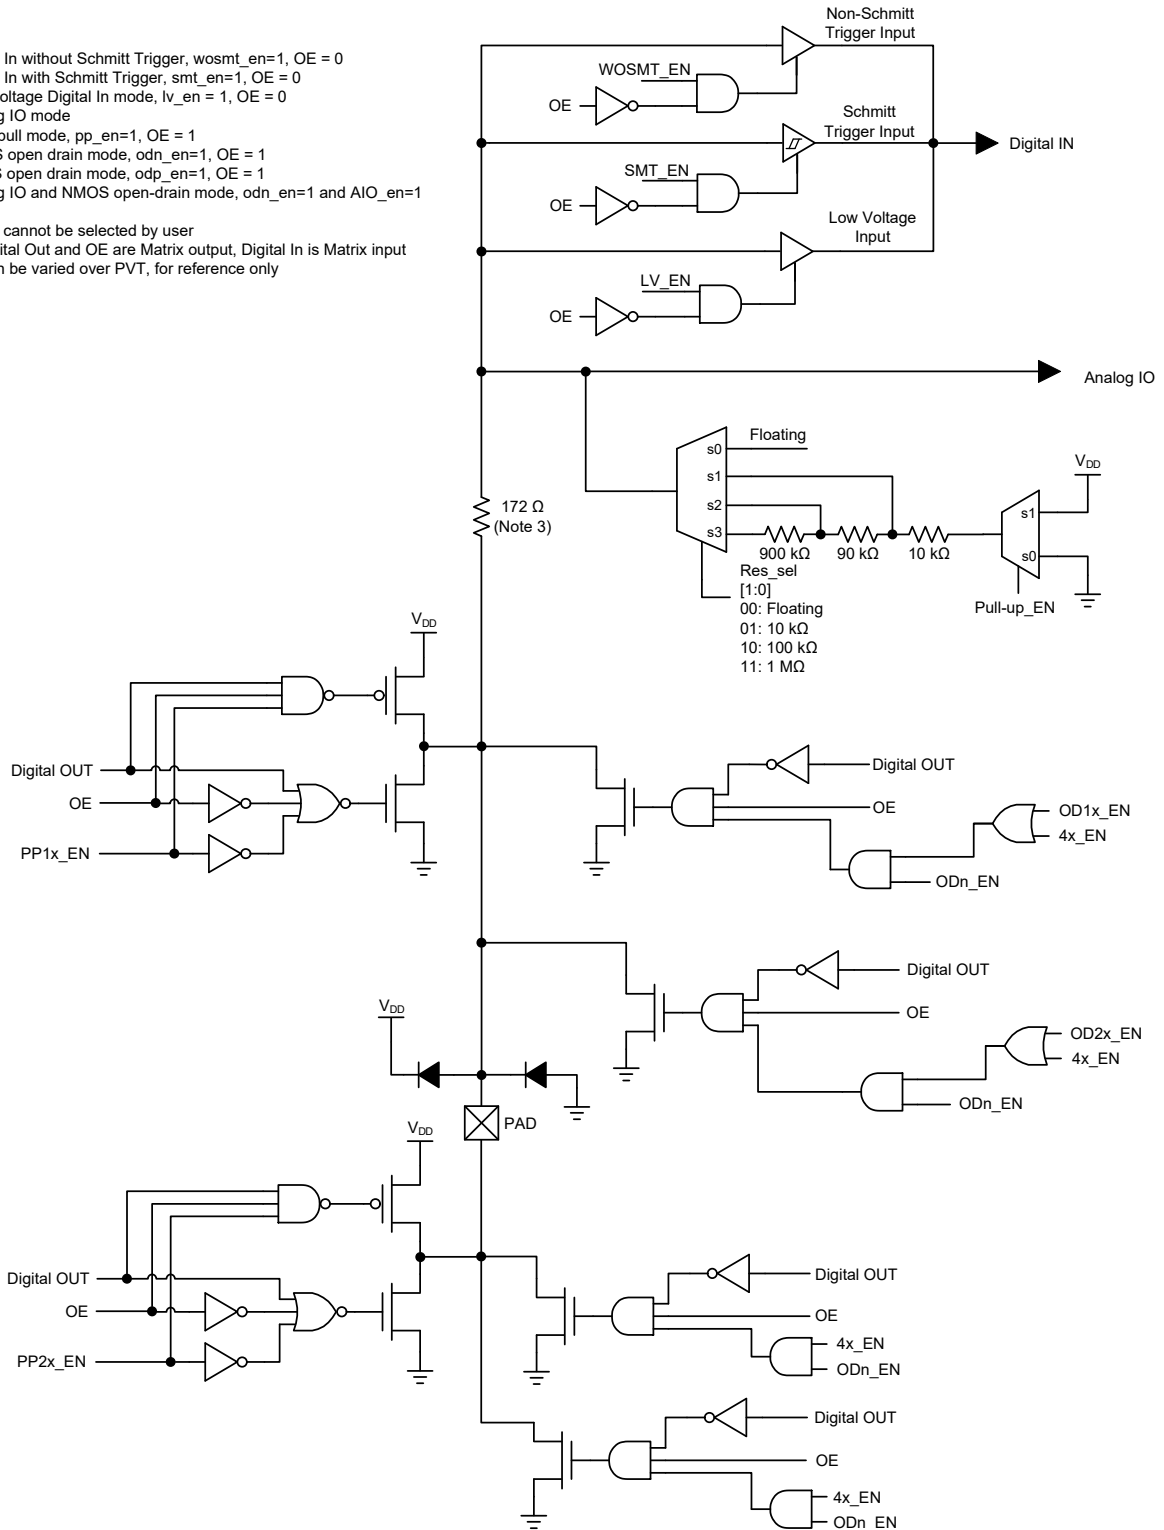 In without Schmitt Trigger, wosmt_en=1, OE = 0
In with Schmitt Trigger, smt_en=1, OE = 0
oltage Digital In mode, lv_en = 1, OE = 0
g IO mode
pull mode, pp_en=1, OE = 1
S open drain mode, odn_en=1, OE = 1
S open drain mode, odp_en=1, OE = 1
g IO and NMOS open-drain mode, odn_en=1 and AIO_en=1
cannot be selected by user
ital Out and OE are Matrix output, Digital In is Matrix input
n be varied over PVT, for reference only
Non-Schmitt
Trigger Input
WOSMT_EN
OE
Schmitt
Trigger Input
Digital IN
SMT_EN
OE
Low Voltage
Input
LV_EN
OE
Analog IO
Floating
s0
s1
s2
s3
VDD
s1
s0
172 Ω
(Note 3)
900 kΩ
90 kΩ
10 kΩ
Res_sel
[1:0]
00: Floating
01: 10 kΩ
10: 100 kΩ
11: 1 MΩ
Pull-up_EN
VDD
Digital OUT
OE
PP1x_EN
Digital OUT
OE
OD1x_EN
4x_EN
ODn_EN
Digital OUT
OE
OD2x_EN
4x_EN
ODn_EN
VDD
PAD
VDD
Digital OUT
OE
PP2x_EN
Digital OUT
OE
4x_EN
ODn_EN
Digital OUT
OE
4x_EN
ODn_EN